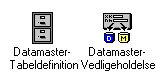 D M
Datamaster- Datamaster-
Tabeldefinition Vedligeholdelse